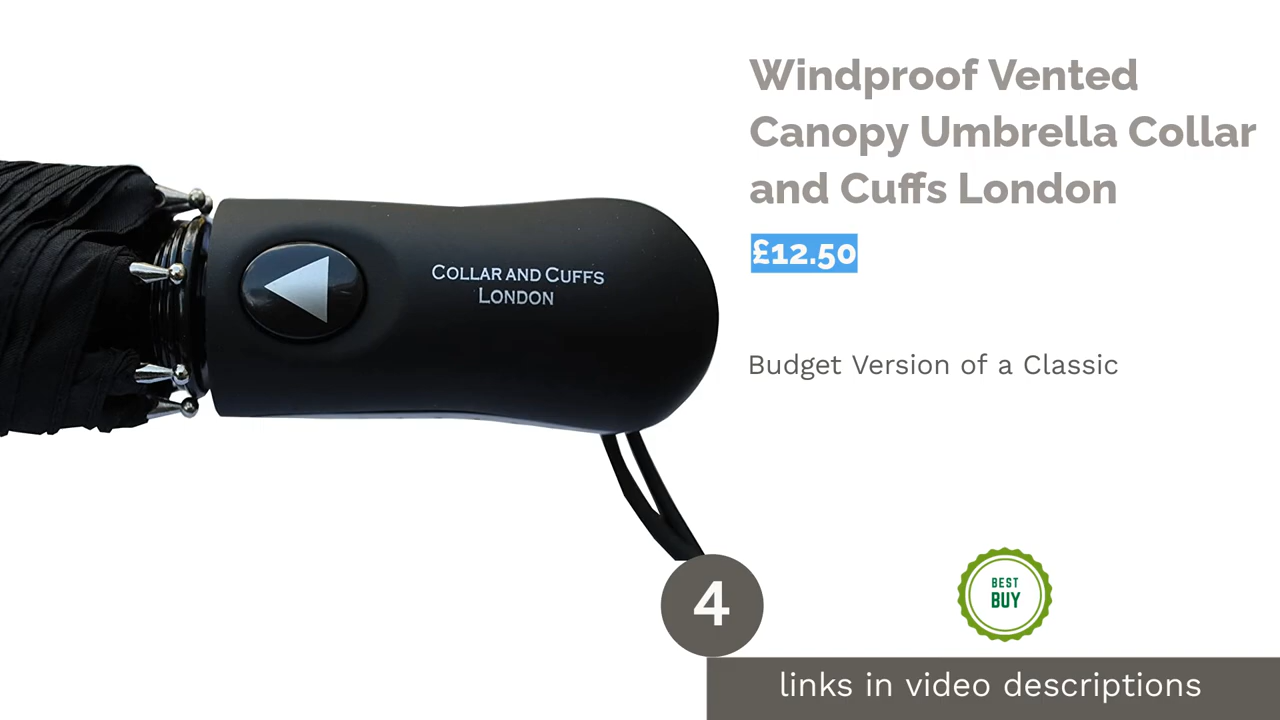 Windproof Vented
Canopy Umbrella Collar
and Cuffs London
£12.50
COLLAR AND CUFFS
LONDON
Budget Version of a Classic
4
BEST
BUY
links in video descriptions